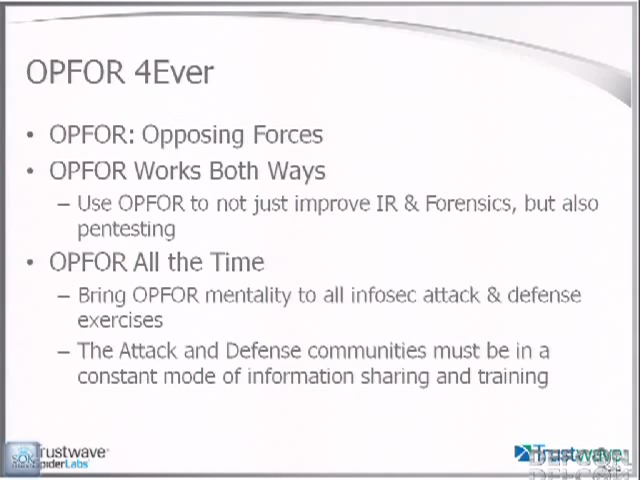 OPFOR 4Ever
• OPFOR: Opposing Forces
• OPFOR Works Both Ways
– Use OPFOR to not just improve IR & Forensics, but also
pentesting
• OPFOR All the Time
– Bring OPFOR mentality to all infosec attack & defense
exercises
– The Attack and Defense communities must be in a
constant mode of information sharing and training
Trustwave
SpiderLabs
Trustwave
DEFCON